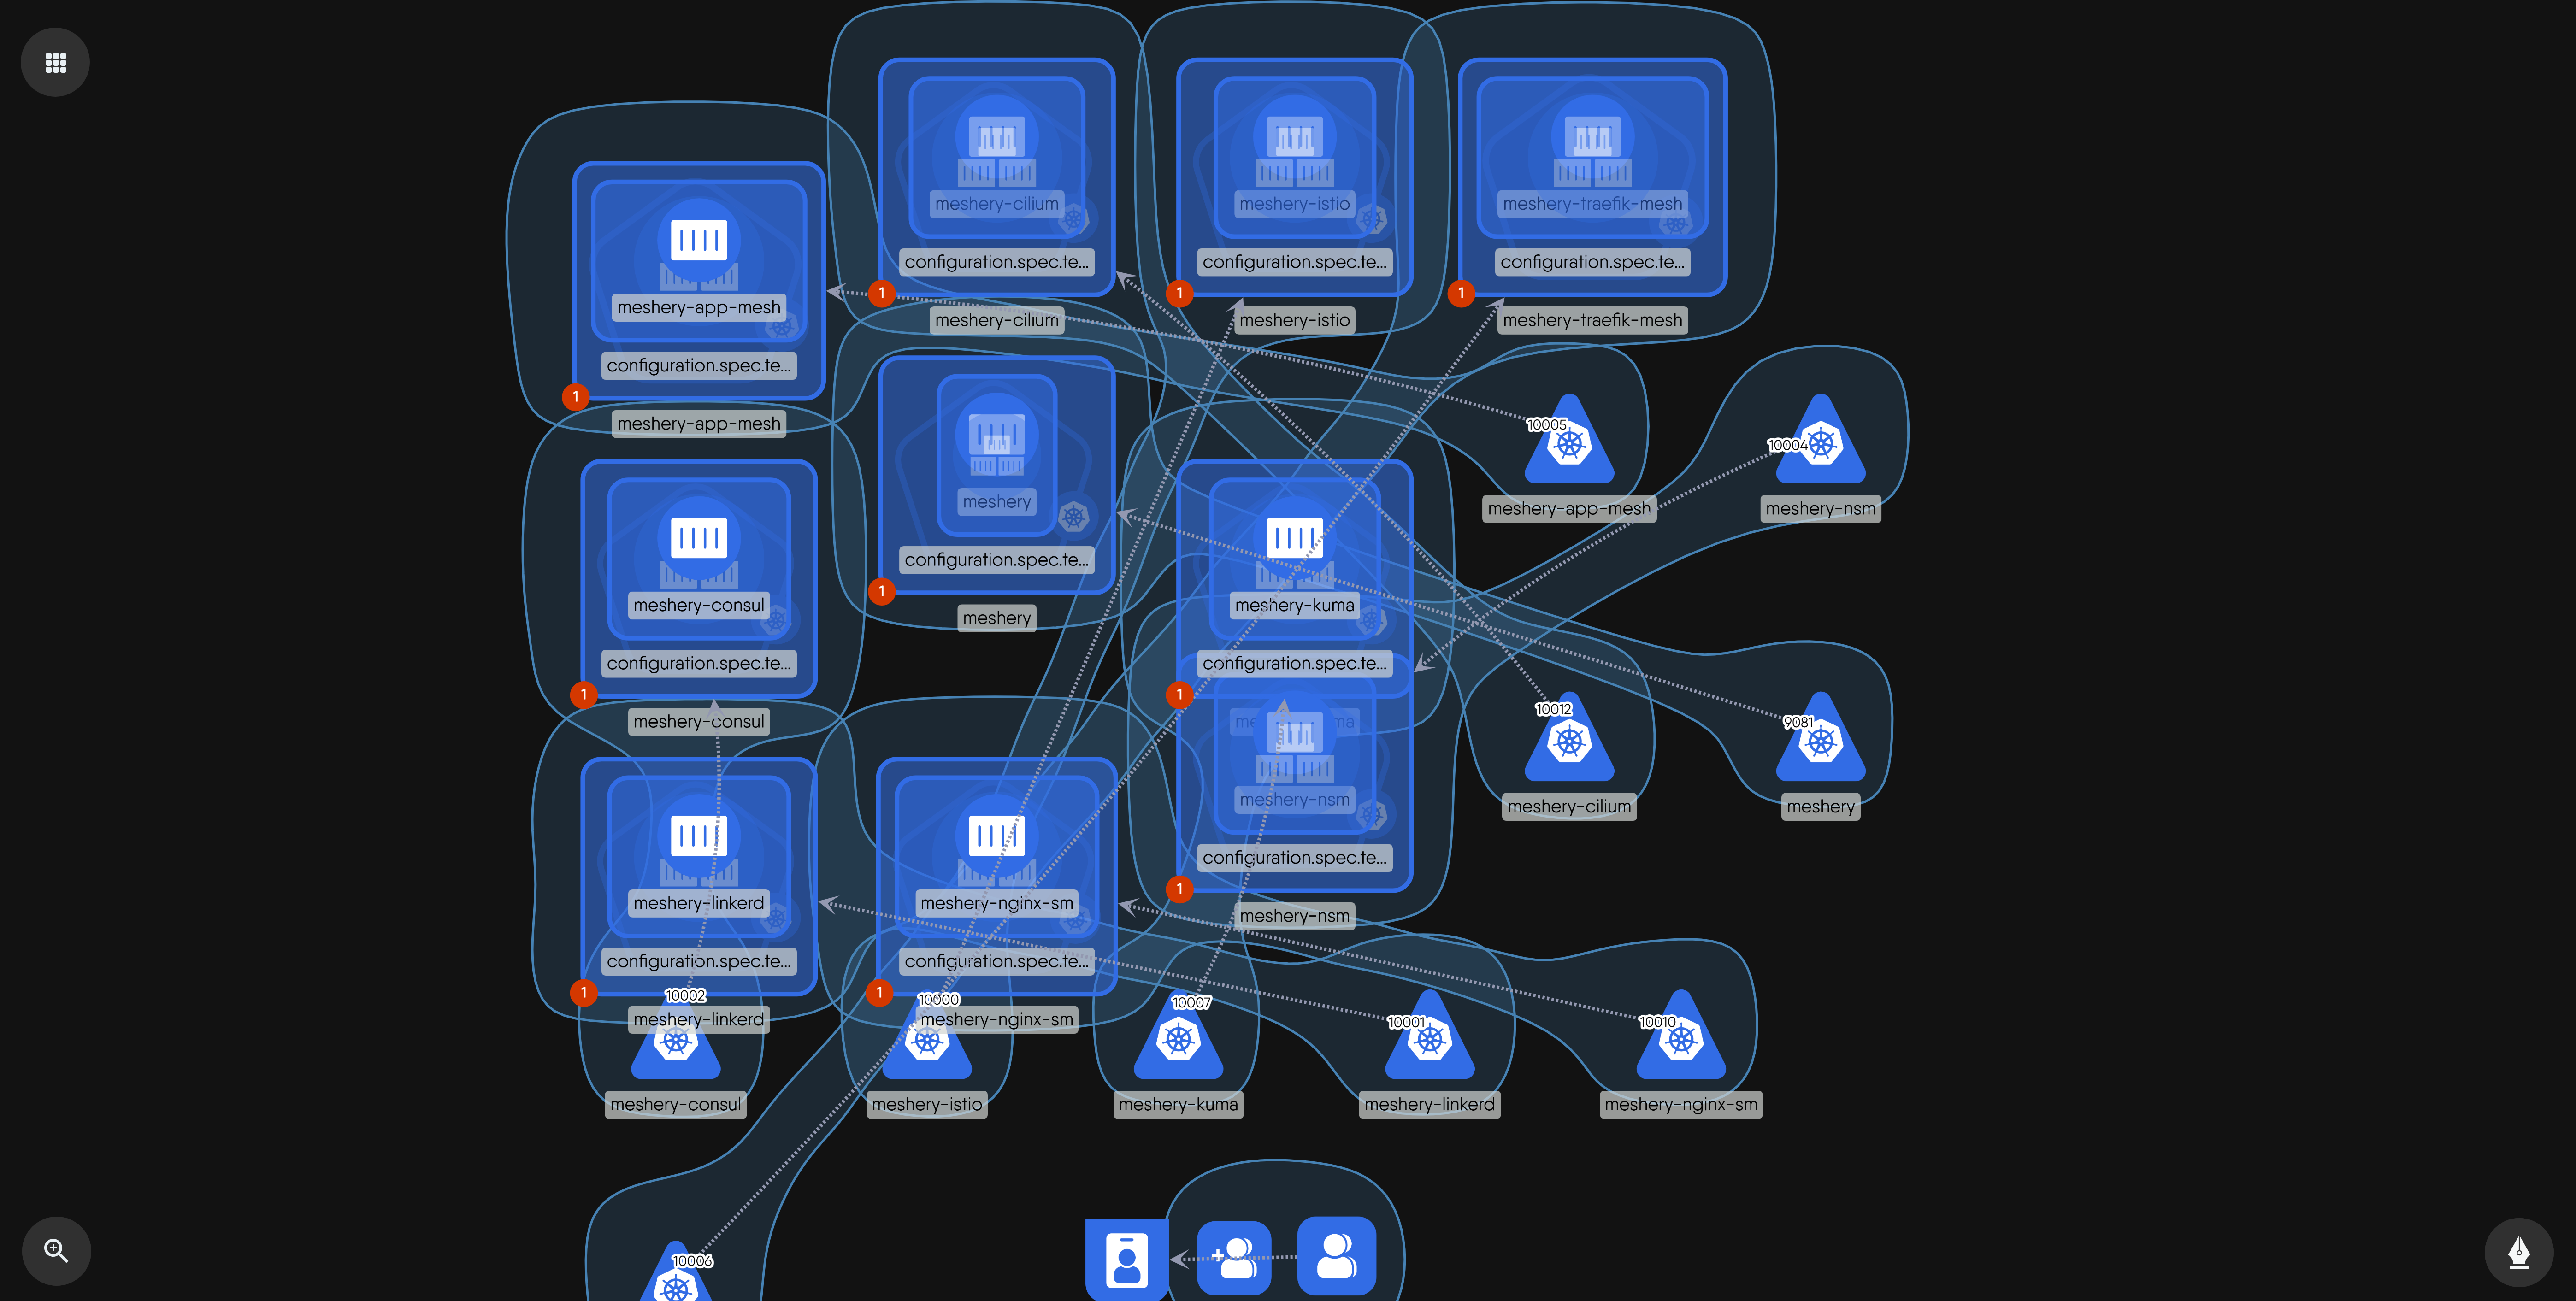 meshery-cilium
meshery-istio
meshery-traefik-mesh
configuration.spec.te...
configuration.spec.te...
configuration.spec.te...
1
1
1
meshery-cilium
meshery-istio
meshery-traefik-mesh
meshery-app-mesh
configuration.spec.te...
1
meshery-app-mesh
10005
10004
meshery-app-mesh
meshery-nsm
meshery
configuration.spec.te...
1
meshery
meshery-consul
configuration.spec.te...
1
meshery-consul
meshery-kuma
configuration.spec.te...
1
meshery-nsm
configuration.spec.te...
1
meshery-nsm
10012
9081
meshery-cilium
meshery
meshery-linkerd
configuration.spec.te...
1
meshery-linkerd
meshery-nginx-sm
configuration.spec.te...
1
meshery-nginx-sm
10002
10000
10007
10001
10010
meshery-consul
meshery-istio
meshery-kuma
meshery-linkerd
meshery-nginx-sm
10006